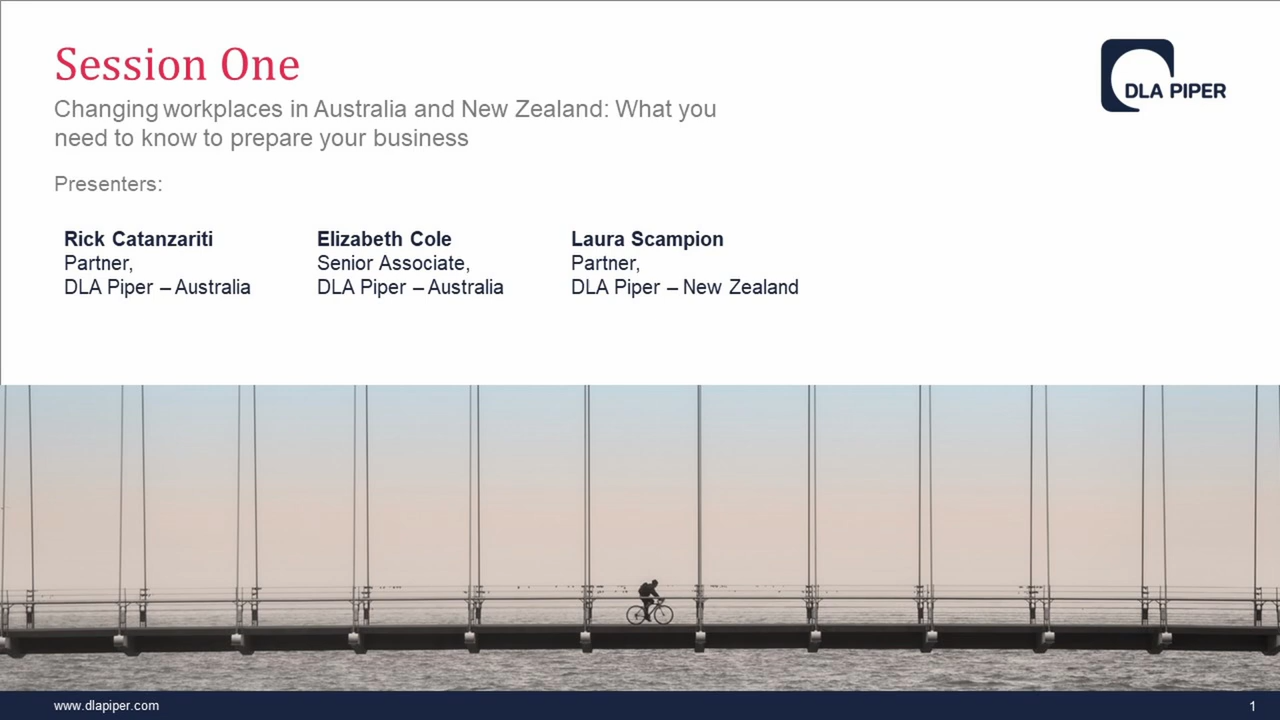 Session One
Changing workplaces in Australia and New Zealand: What you
need to know to prepare your business
DLA PIPER
Presenters:
Rick Catanzariti
Partner,
DLA Piper – Australia
Elizabeth Cole
Senior Associate,
DLA Piper – Australia
Laura Scampion
Partner,
DLA Piper – New Zealand
www.dlapiper.com
1